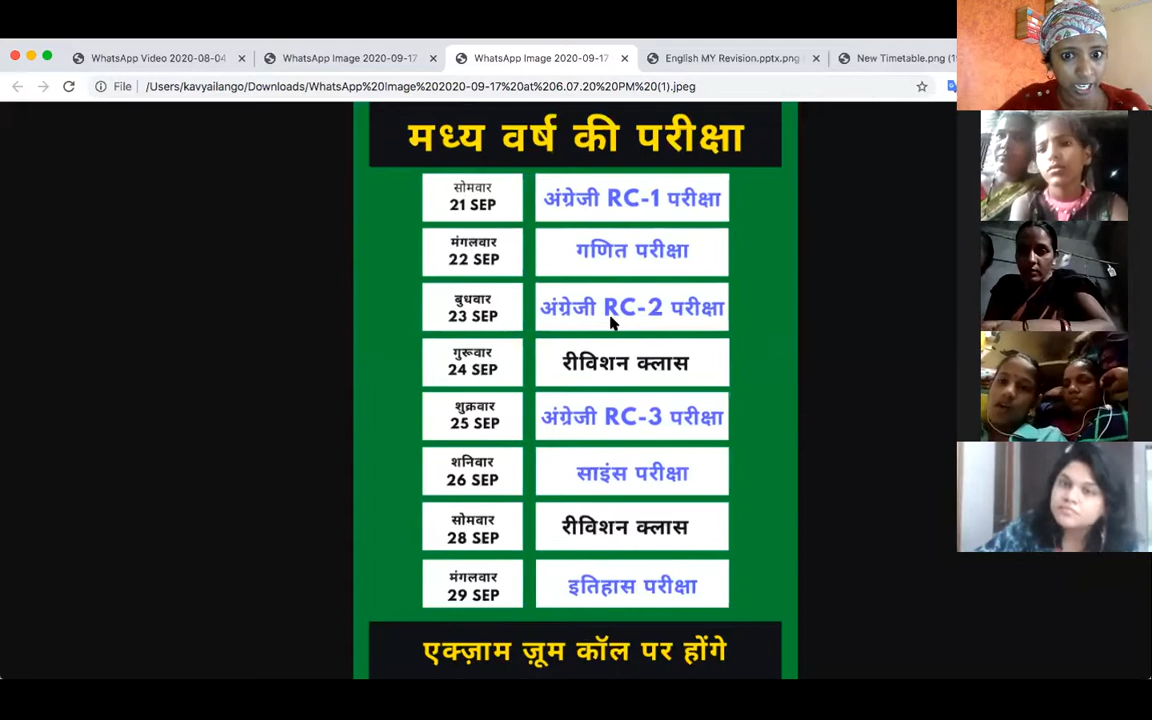 WhatsApp Video 2020-08-04
WhatsApp Image 2020-09-17
WhatsApp Image 2020-09-17
English MY Revision.pptx.png
New Timetable.png (1
File
/Users/kavyailango/Downloads/WhatsApp%20Image%202020-09-17%20at%206.07.20%20PM%20(1).jpeg
मध्य वर्ष की परीक्षा
सोमवार
21 SEP
अंग्रेजी RC-1 परीक्षा
मंगलवार
22 SEP
गणित परीक्षा
बुधवार
23 SEP
अंग्रेजी RC-2 परीक्षा
गुरूवार
24 SEP
रीविशन क्लास
शुक्रवार
25 SEP
अंग्रेजी RC-3 परीक्षा
शनिवार
26 SEP
साइंस परीक्षा
सोमवार
28 SEP
रीविशन क्लास
मंगलवार
29 SEP
इतिहास परीक्षा
एक्ज़ाम ज़ूम कॉल पर होंगे